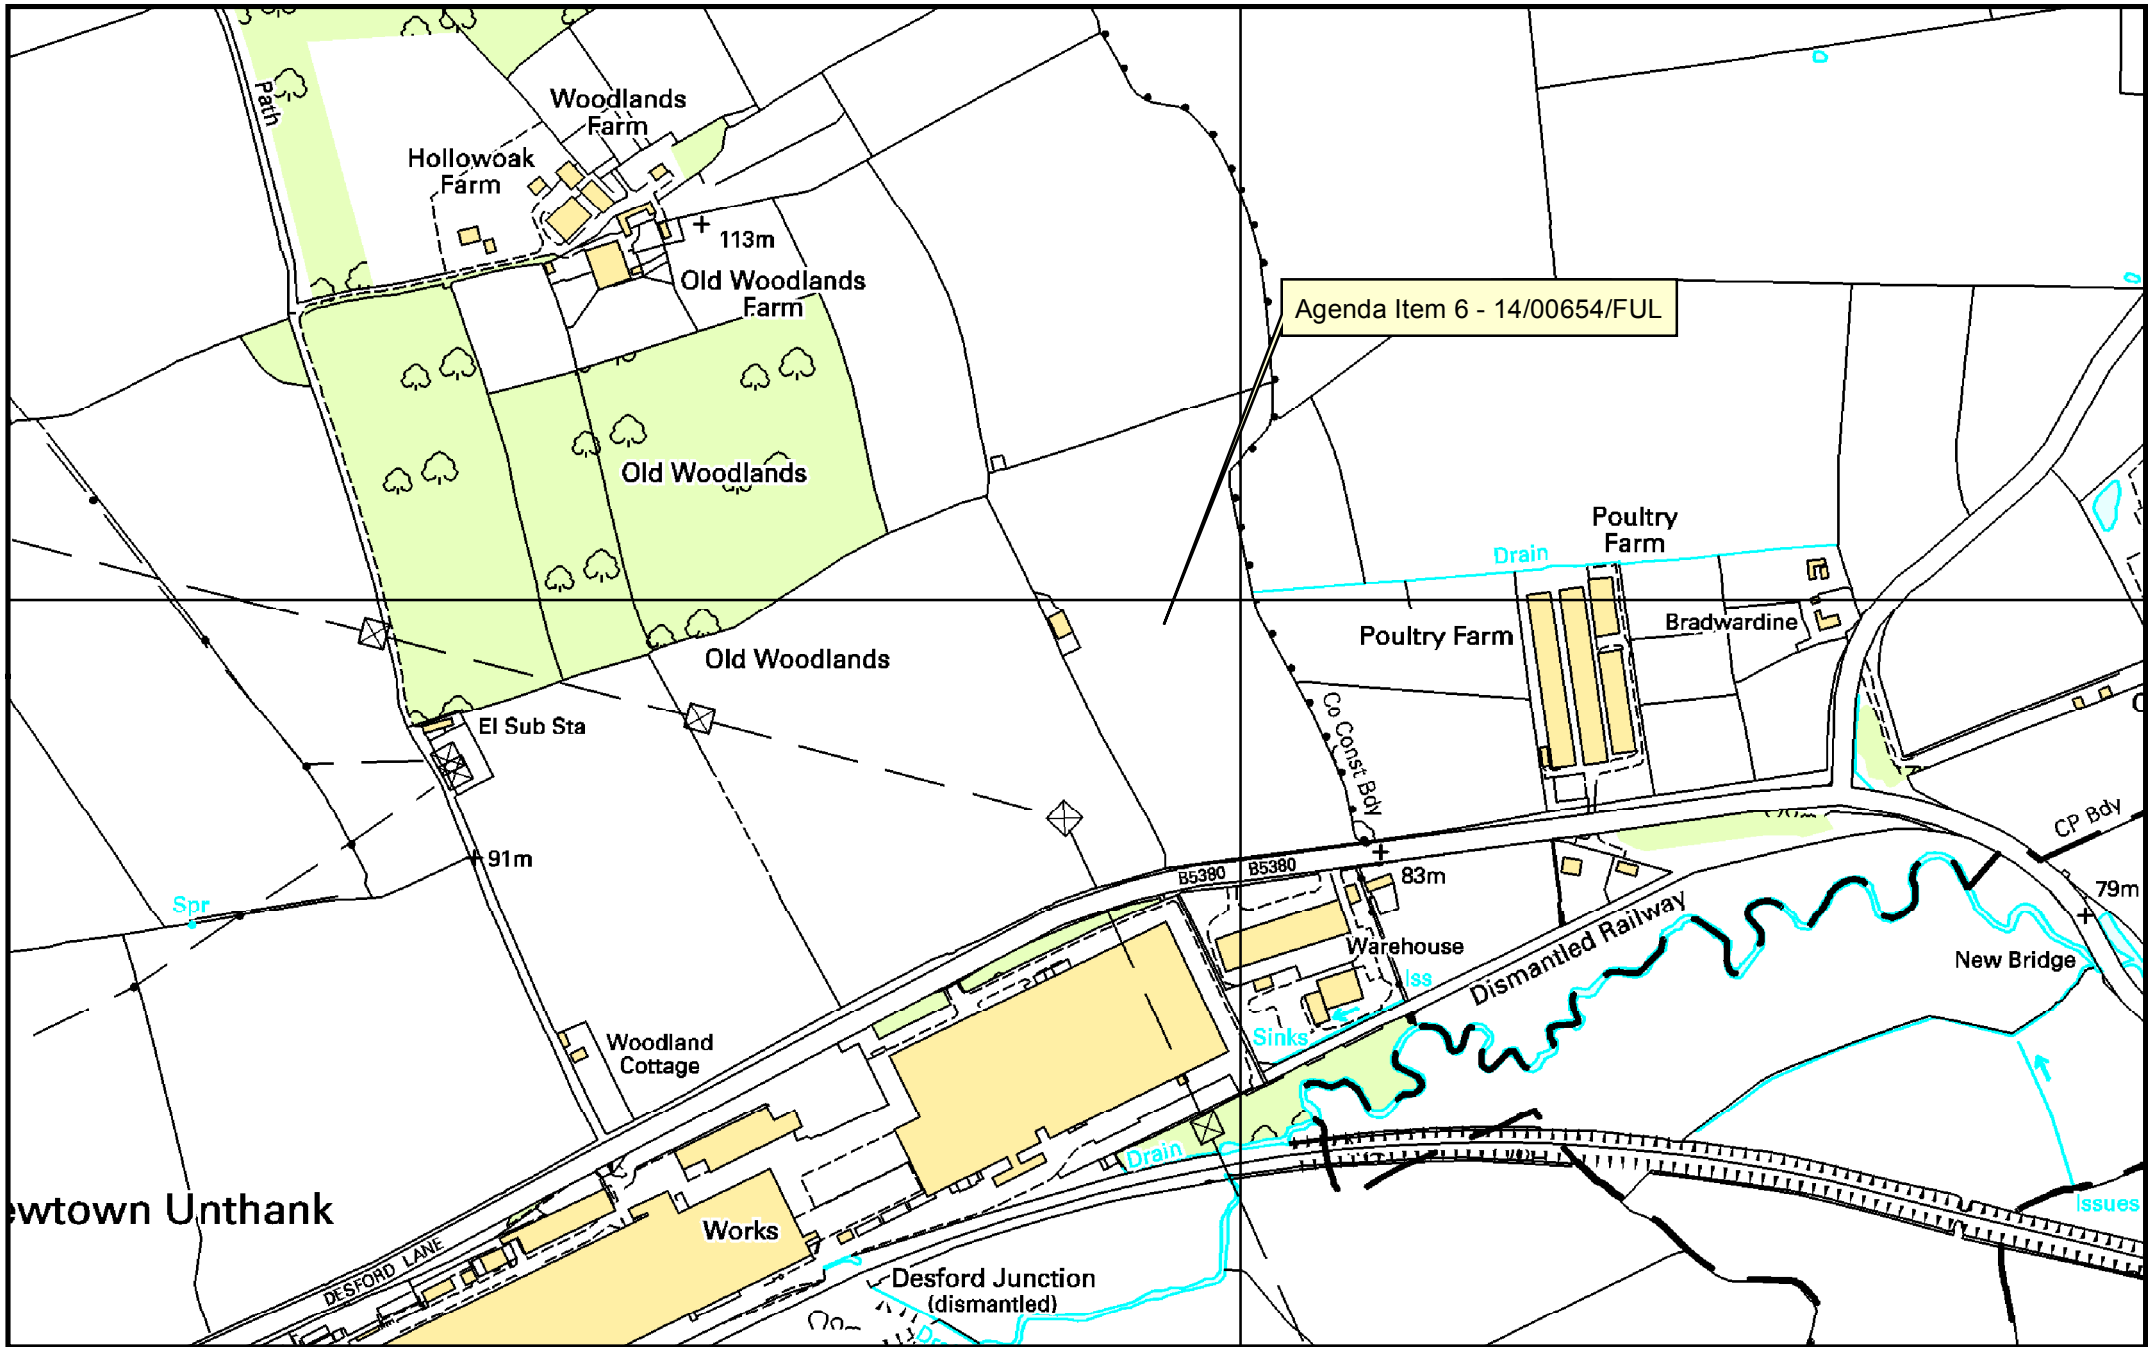 Path
Woodlands
Farm
Hollowoak
Farm
113m
Old Woodlands
Farm
Agenda Item 6 - 14/00654/FUL
Old Woodlands
Poultry
Farm
Drain
Bradwardine
Poultry Farm
Old Woodlands
El Sub Sta
Co Const Bdy
CP Bdy
91m
B5380
B5380
83m
79m
Spr
Warehouse
Iss
Dismantled Railway
New Bridge
Sinks
Woodland
Cottage
Drain
Issues
ewtown Unthank
Works
DESFORD LANE
Desford Junction
(dismantled)